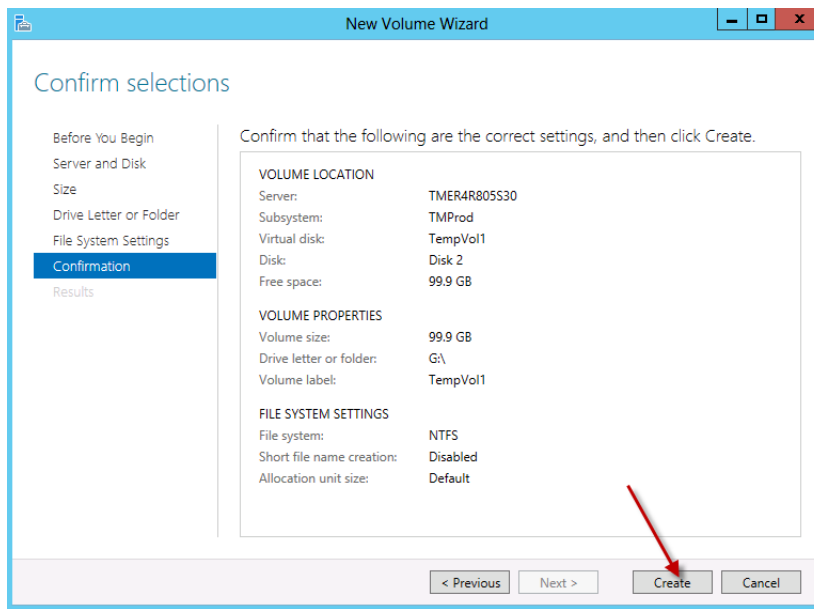 New Volume Wizard
Confirm selections
Before You Begin
Server and Disk
Size
Drive Letter or Folder
File System Settings
Confirmation
Results
Confirm that the following are the correct settings, and then click Create.
VOLUME LOCATION
Server: TMER4R805S30
Subsystem: TMProd
Virtual disk: TempVol1
Disk: Disk 2
Free space: 99.9 GB
VOLUME PROPERTIES
Volume size: 99.9 GB
Drive letter or folder: G:\
Volume label: TempVol1
FILE SYSTEM SETTINGS
File system: NTFS
Short file name creation: Disabled
Allocation unit size: Default
< Previous Next > Create Cancel